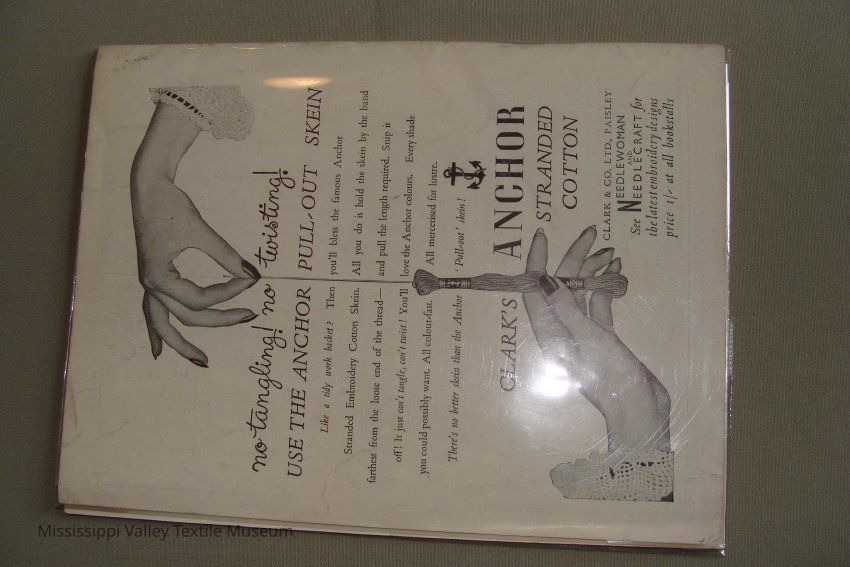 no tangling! no twisting!
USE THE ANCHOR PULL-OUT SKEIN
Like a tidy work basket? Then you'll bless the famous Anchor
Stranded Embroidery Cotton Skein. All you do is hold the skein by the band
farthest from the loose end of the thread— and pull the length required. Snip it
off! It just can't tangle, can't twist! You'll love the Anchor colours. Every shade
you could possibly want. All colour-fast. All mercerised for lustre.
There's no better skein than the Anchor 'Pull-out' skein!
CLARK'S ANCHOR
STRANDED
COTTON
CLARK & CO. LTD., PAISLEY
See NEEDLEWOMAN
AND
NEEDLECRAFT for
the latest embroidery designs
price 1/- at all bookstalls
Mississippi Valley Textile Museum